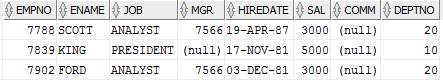 EMPNO ENAME JOB MGR HIREDATE SAL COMM DEPTNO
7788 SCOTT ANALYST 7566 19-APR-87 3000 (null) 20
7839 KING PRESIDENT (null) 17-NOV-81 5000 (null) 10
7902 FORD ANALYST 7566 03-DEC-81 3000 (null) 20